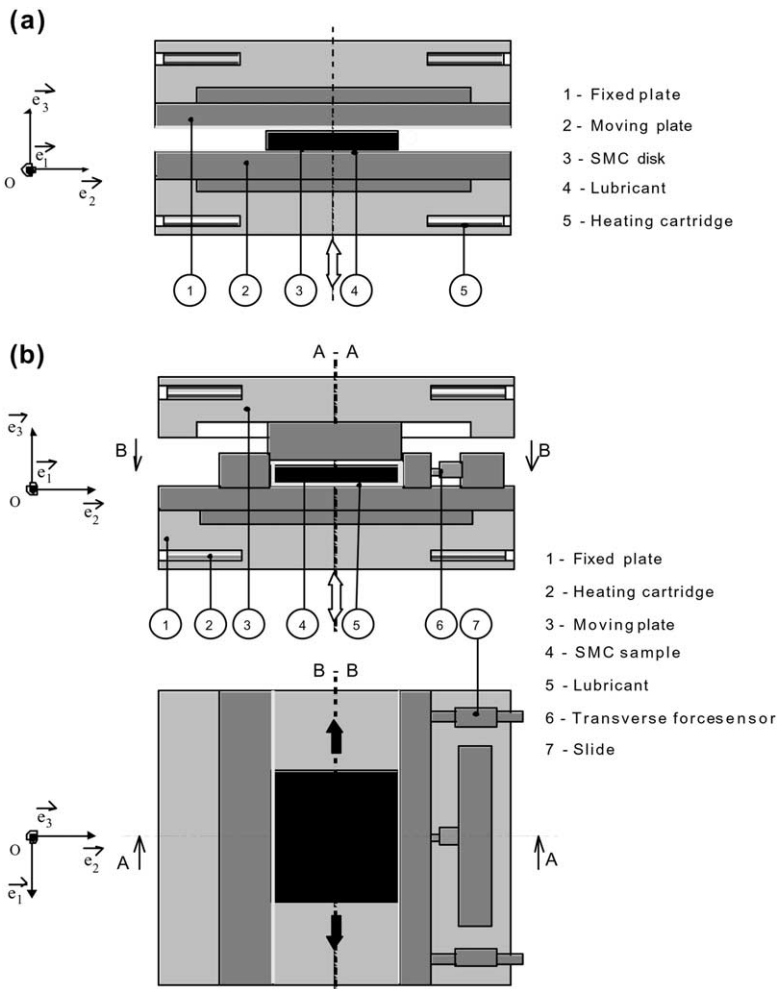 (a)
e3
e1
O
e2
1 - Fixed plate
2 - Moving plate
3 - SMC disk
4 - Lubricant
5 - Heating cartridge
1 2 3 4 5
(b)
A - A
e3
B B
e1
O
e2
1 - Fixed plate
2 - Heating cartridge
3 - Moving plate
4 - SMC sample
5 - Lubricant
6 - Transverse forcesensor
7 - Slide
1 2 3 4 5 6 7
B - B
e3
O
e2
A A
e1